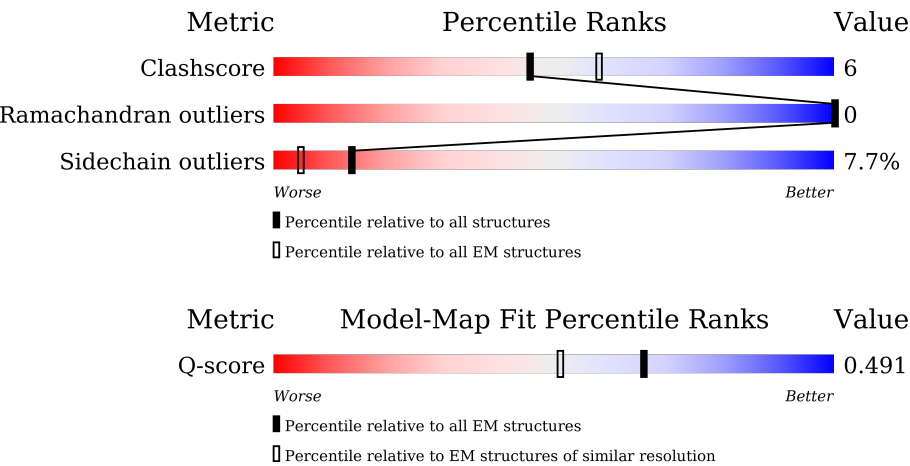 Metric Percentile Ranks Value
Clashscore 6
Ramachandran outliers 0
Sidechain outliers 7.7%
Worse Better
Percentile relative to all structures
Percentile relative to all EM structures
Metric Model-Map Fit Percentile Ranks Value
Q-score 0.491
Worse Better
Percentile relative to all EM structures
Percentile relative to EM structures of similar resolution